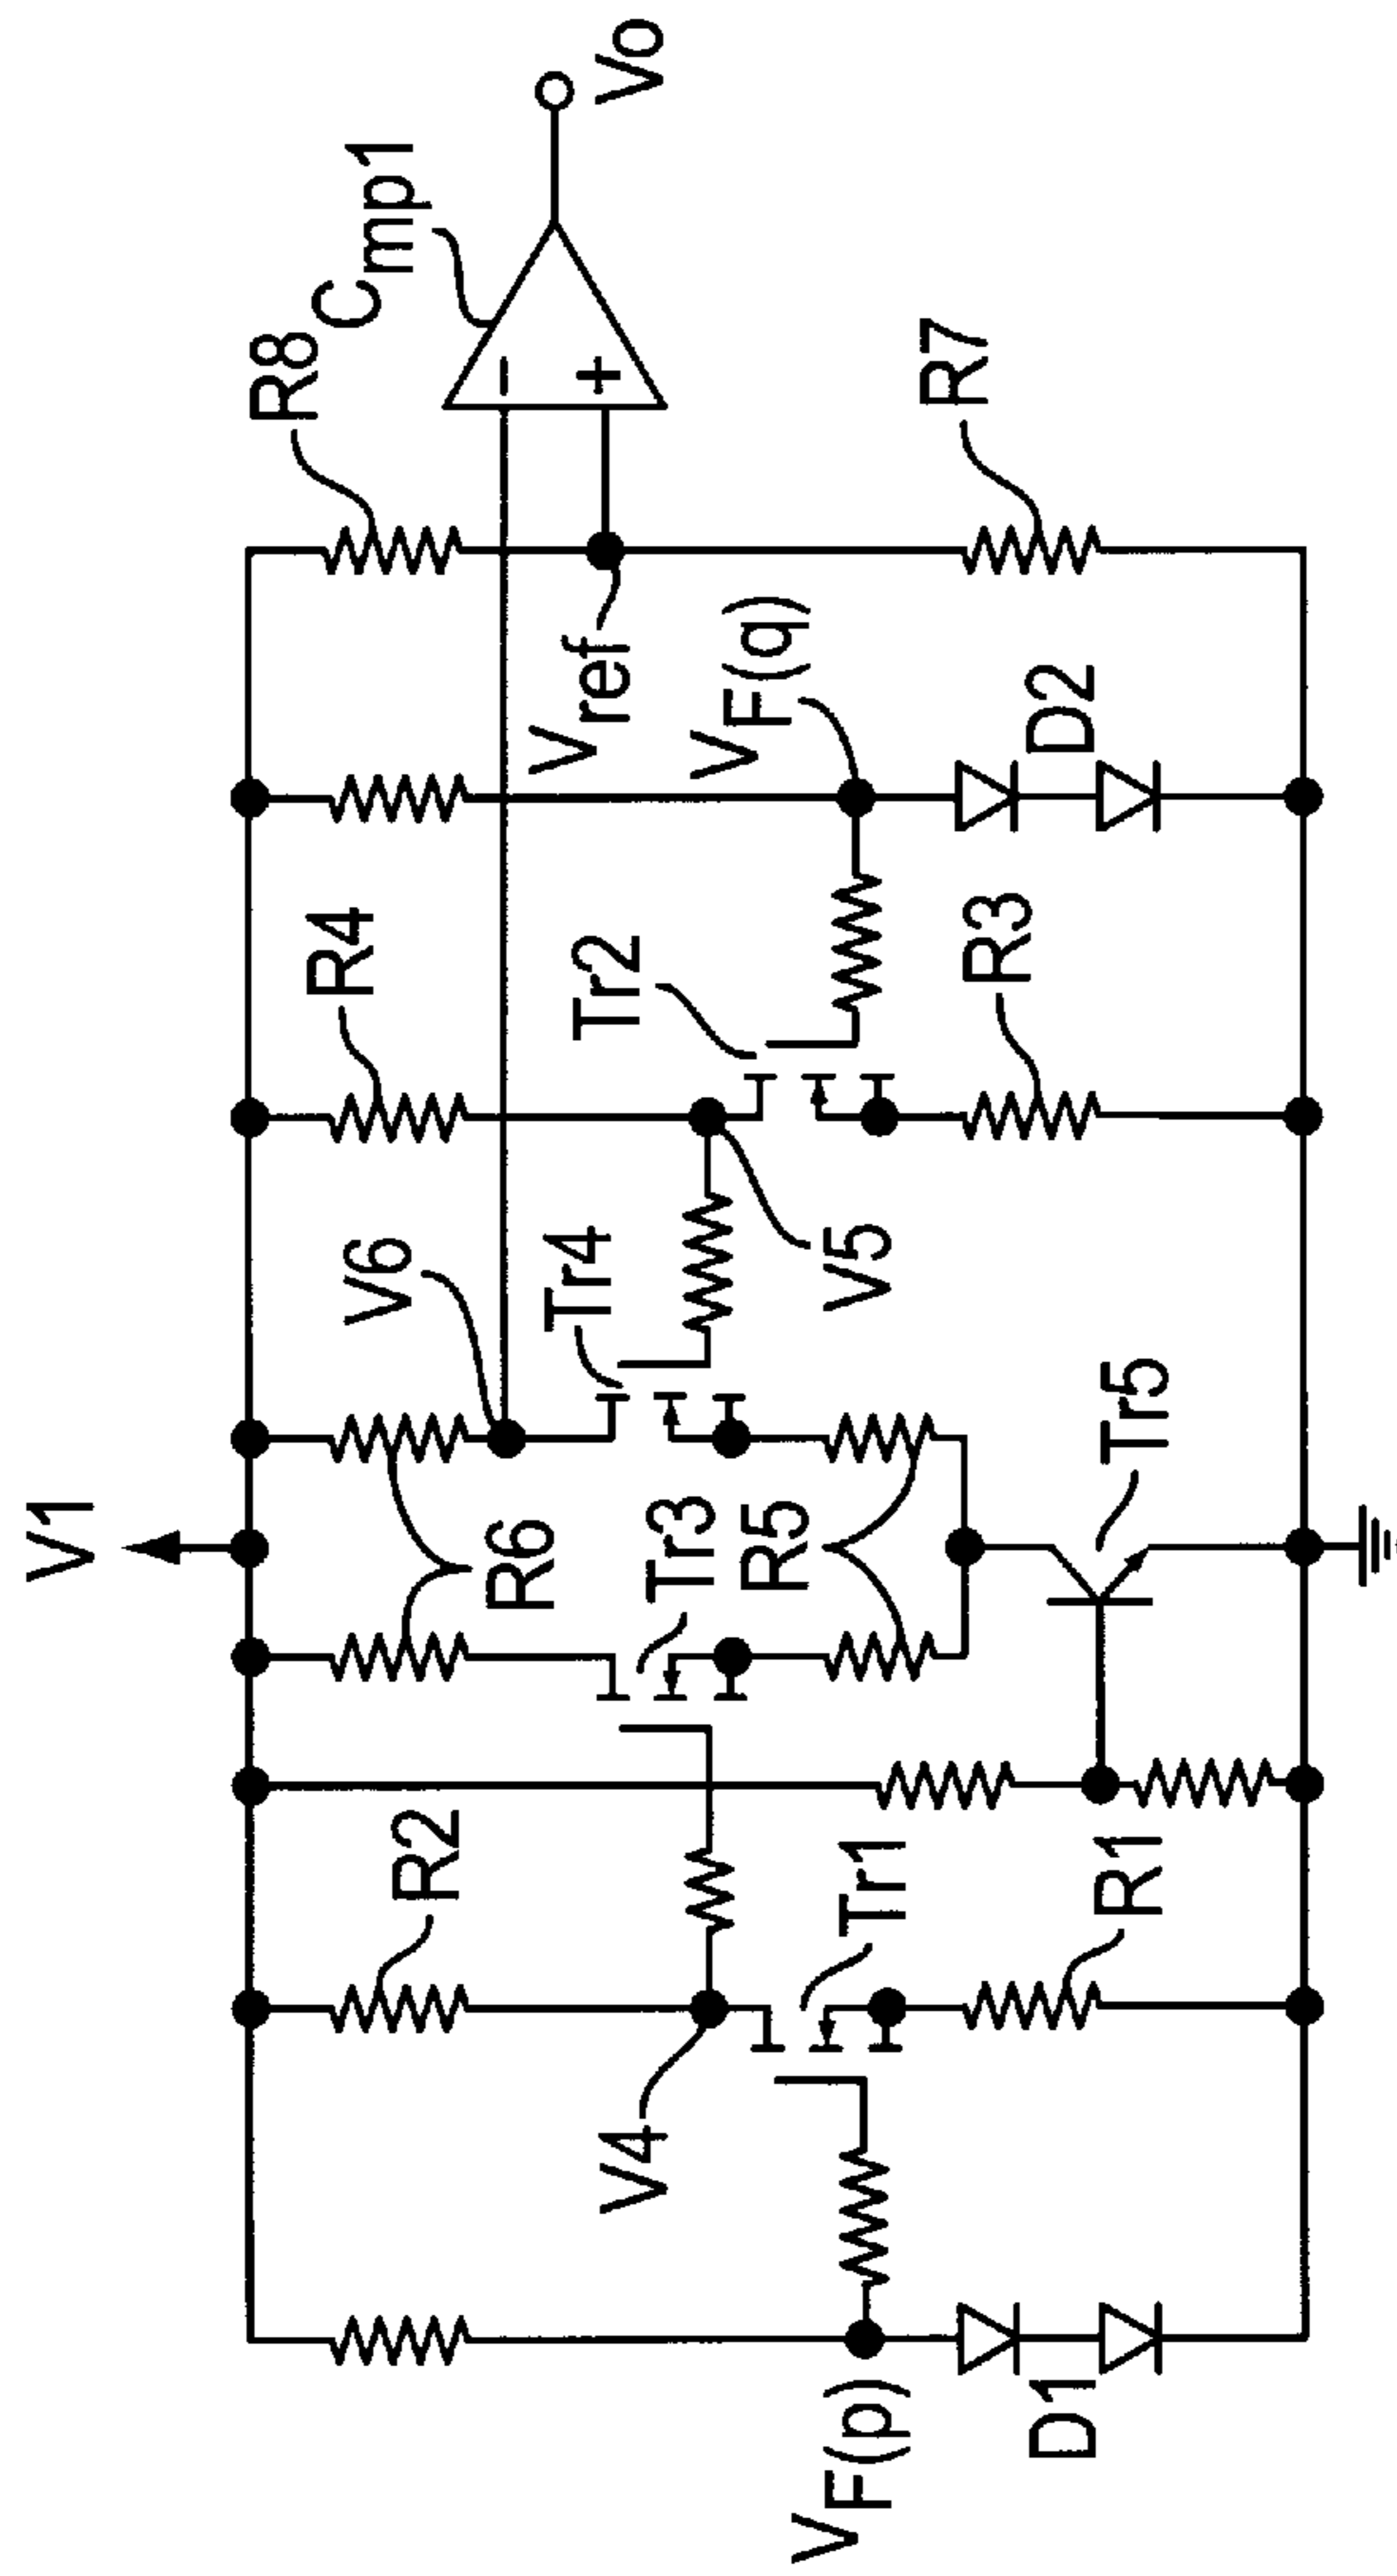 V1
R2
R6
V6
R4
R8
Cmp1
Vo
V4
Tr1
Tr3
Tr4
Tr2
Vref
R5
V5
VF(q)
VF(p)
D1
R1
Tr5
R3
D2
R7
−
+